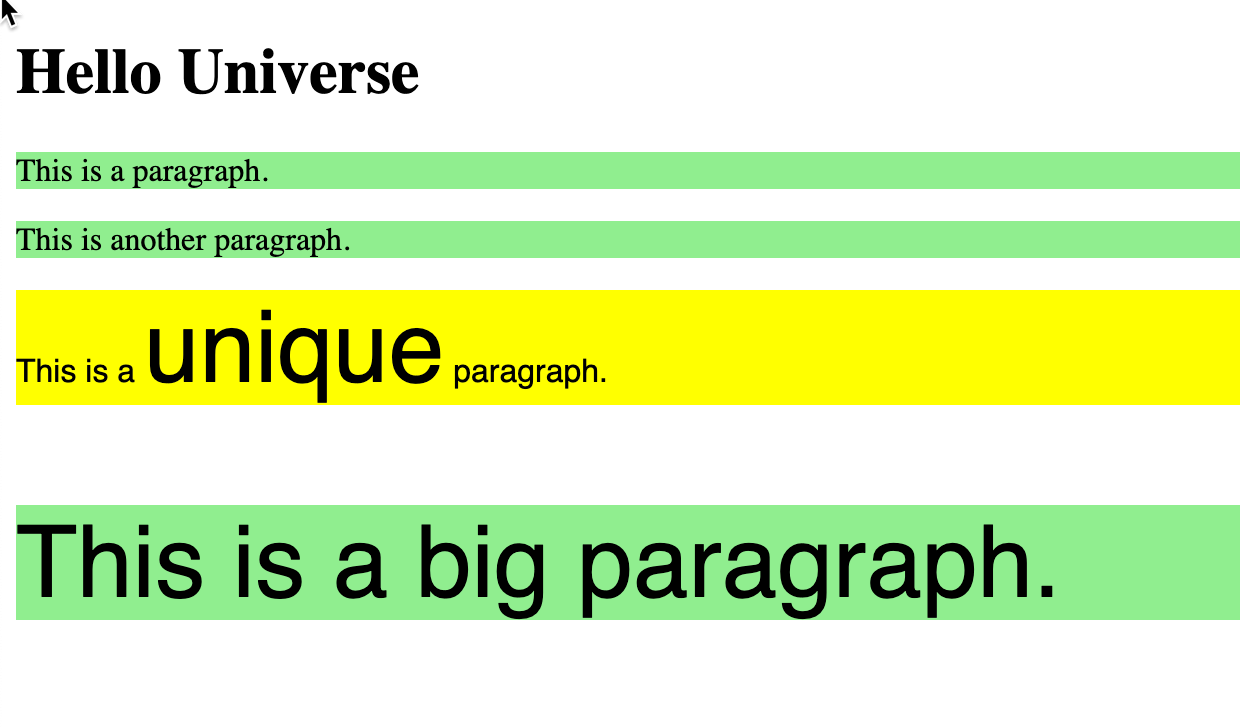 Hello Universe
This is a paragraph.
This is another paragraph.
This is a unique paragraph.
This is a big paragraph.